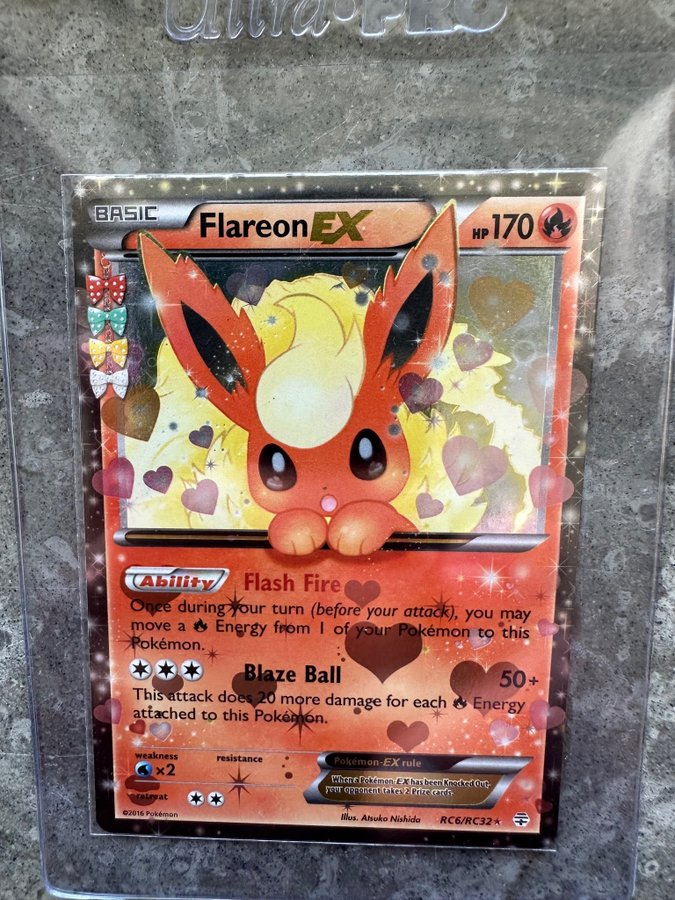 Ultra·PRO
BASIC
FlareonEX
HP 170
Ability Flash Fire
Once during your turn (before your attack), you may
move a Energy from 1 of your Pokémon to this
Pokémon.
Blaze Ball 50+
This attack does 20 more damage for each Energy
attached to this Pokémon.
weakness resistance
×2
retreat
Pokémon-EX rule
When a Pokémon-EX has been Knocked Out,
your opponent takes 2 Prize cards.
©2016 Pokémon
Illus. Atsuko Nishida
RC6/RC32